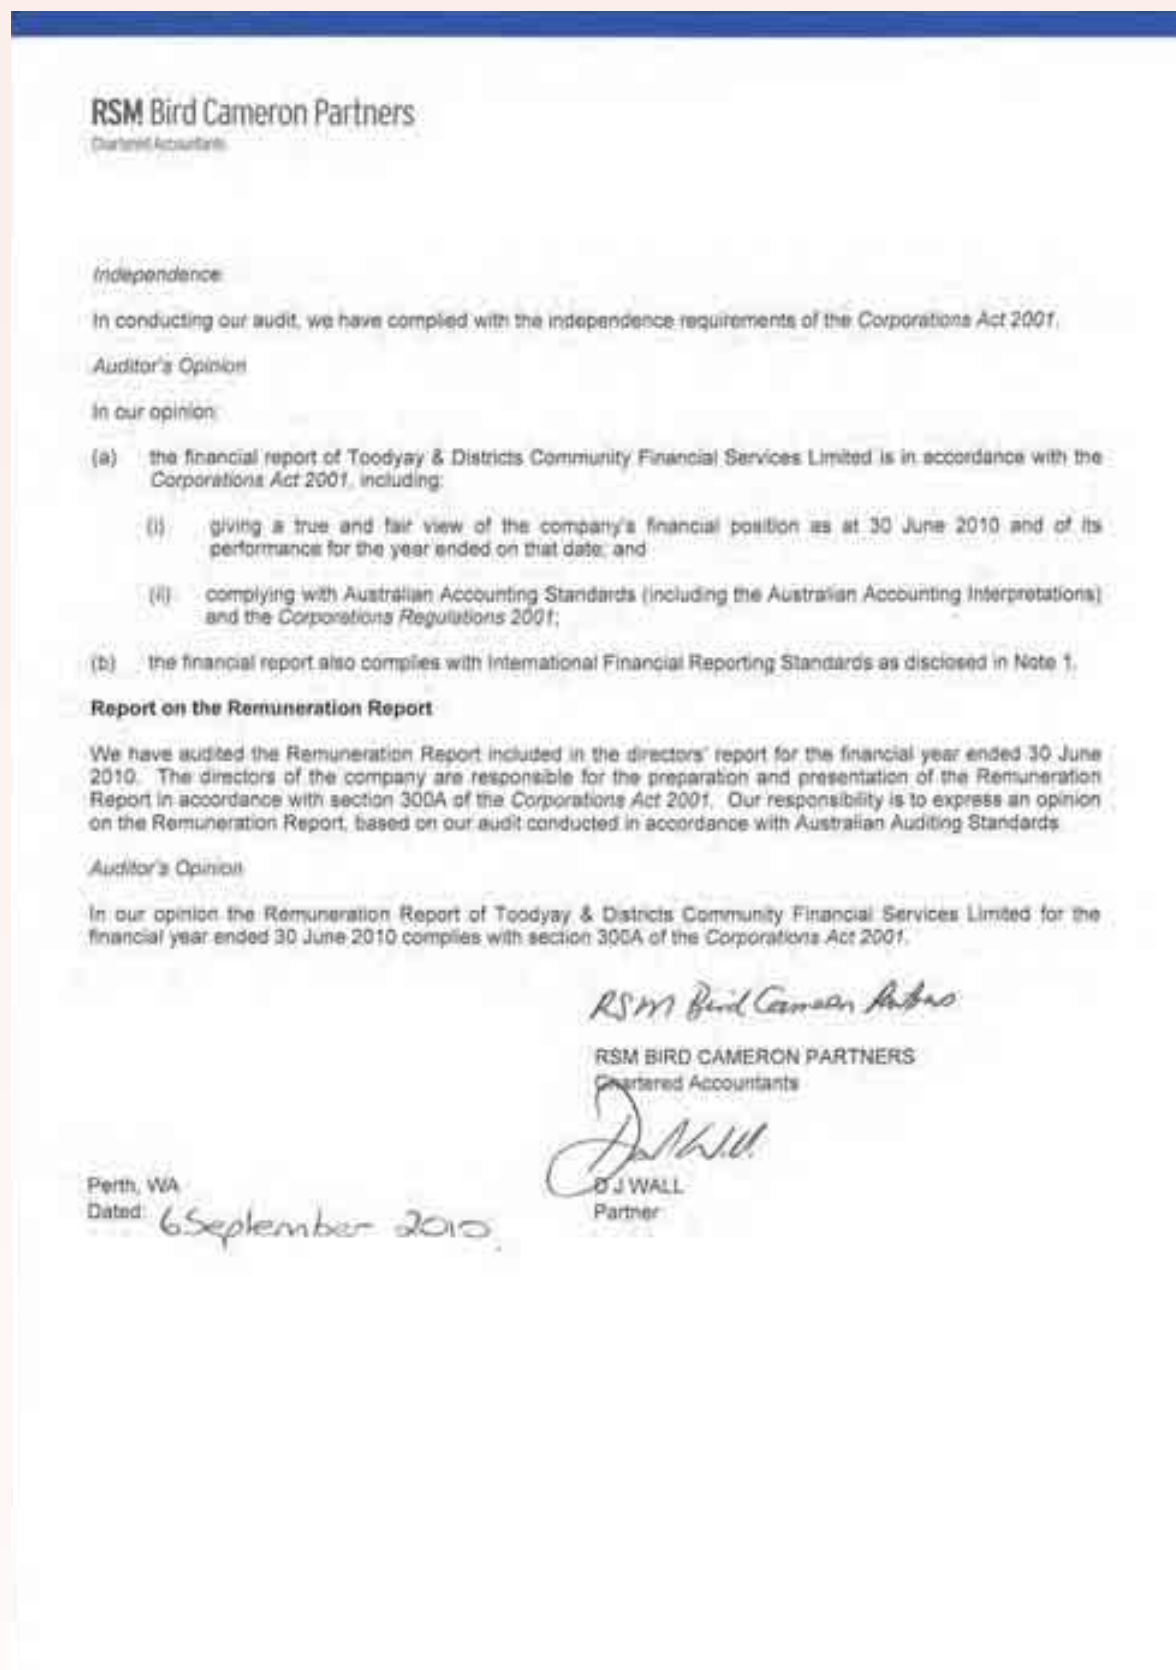 RSM Bird Cameron Partners
Chartered Accountants
Independence
In conducting our audit, we have complied with the independence requirements of the Corporations Act 2001.
Auditor's Opinion
In our opinion:
(a) the financial report of Toodyay & Districts Community Financial Services Limited is in accordance with the
Corporations Act 2001, including:
(i) giving a true and fair view of the company's financial position as at 30 June 2010 and of its
performance for the year ended on that date; and
(ii) complying with Australian Accounting Standards (including the Australian Accounting Interpretations)
and the Corporations Regulations 2001;
(b) the financial report also complies with International Financial Reporting Standards as disclosed in Note 1.
Report on the Remuneration Report
We have audited the Remuneration Report included in the directors' report for the financial year ended 30 June
2010. The directors of the company are responsible for the preparation and presentation of the Remuneration
Report in accordance with section 300A of the Corporations Act 2001. Our responsibility is to express an opinion
on the Remuneration Report, based on our audit conducted in accordance with Australian Auditing Standards.
Auditor's Opinion
In our opinion the Remuneration Report of Toodyay & Districts Community Financial Services Limited for the
financial year ended 30 June 2010 complies with section 300A of the Corporations Act 2001.
RSM Bird Cameron Partners
RSM BIRD CAMERON PARTNERS
Chartered Accountants
Perth, WA
D J WALL
Dated: 6 September 2010
Partner